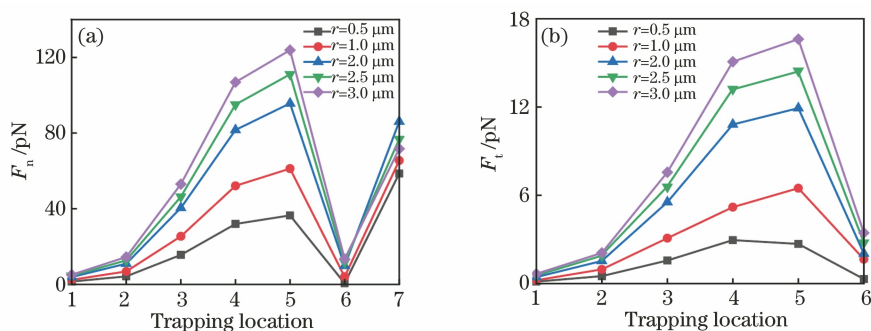 (a)
r=0.5 μm
r=1.0 μm
r=2.0 μm
r=2.5 μm
r=3.0 μm
120
80
40
0
Fn/pN
1 2 3 4 5 6 7
Trapping location
(b)
r=0.5 μm
r=1.0 μm
r=2.0 μm
r=2.5 μm
r=3.0 μm
18
12
6
0
Ft/pN
1 2 3 4 5 6
Trapping location